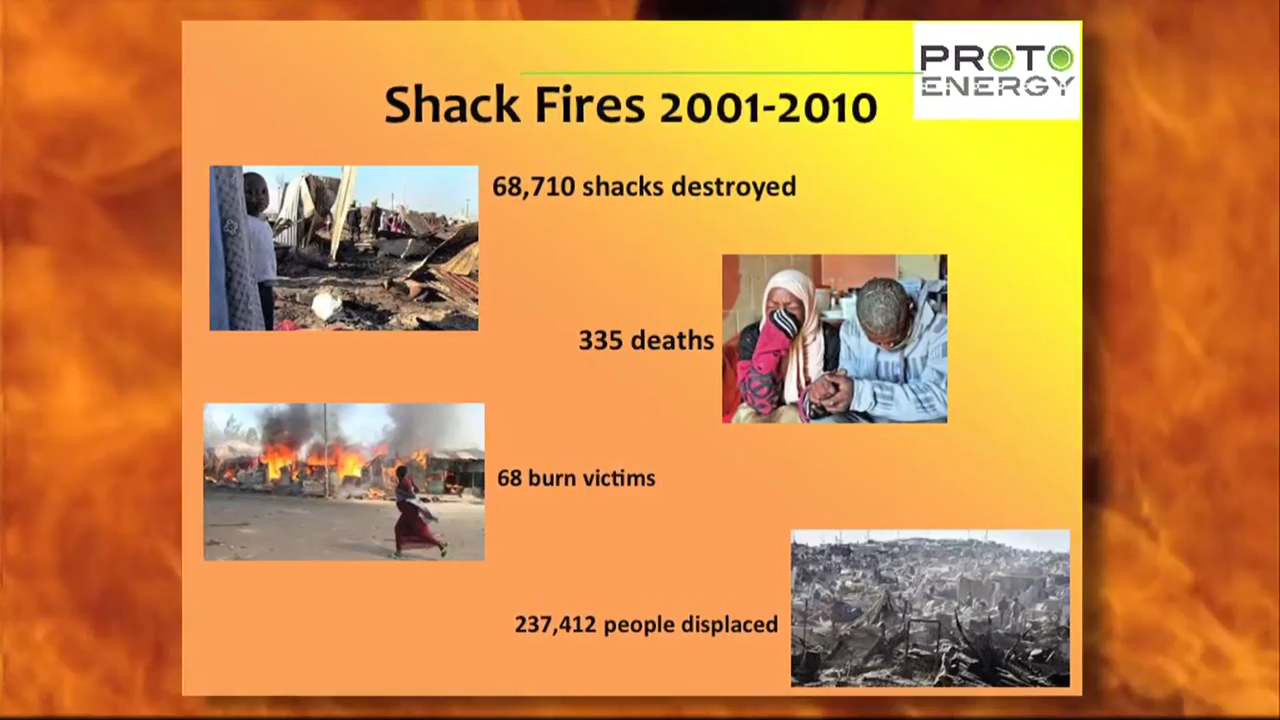 PROTO
ENERGY
Shack Fires 2001-2010
68,710 shacks destroyed
335 deaths
68 burn victims
237,412 people displaced